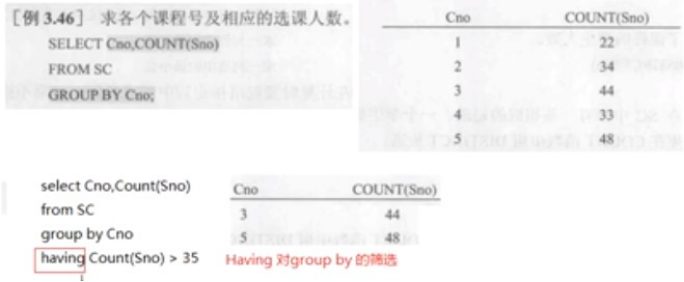 [例 3.46] 求各个课程号及相应的选课人数。
SELECT Cno,COUNT(Sno)
FROM SC
GROUP BY Cno;
Cno COUNT(Sno)
1 22
2 34
3 44
4 33
5 48
select Cno,Count(Sno)
from SC
group by Cno
having Count(Sno) > 35
Cno COUNT(Sno)
3 44
5 48
Having 对group by 的筛选